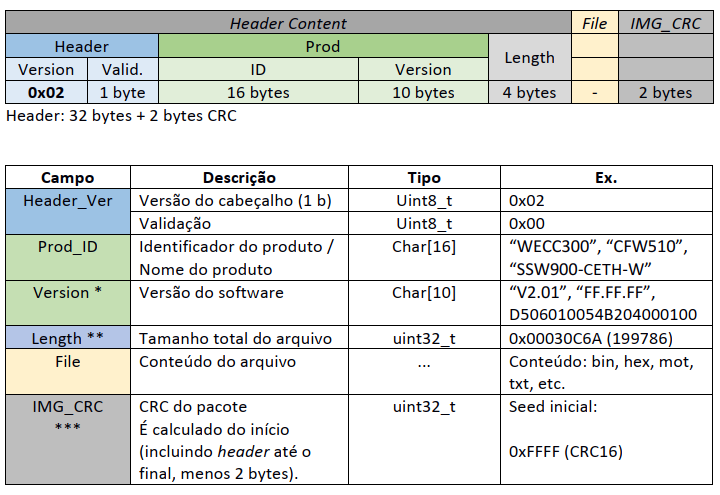 Header Content File IMG_CRC
Header Prod Length
Version Valid. ID Version
0x02 1 byte 16 bytes 10 bytes 4 bytes - 2 bytes
Header: 32 bytes + 2 bytes CRC
Campo Descrição Tipo Ex.
Header_Ver Versão do cabeçalho (1 b) Uint8_t 0x02
Validação Uint8_t 0x00
Prod_ID Identificador do produto / Char[16] “WECC300”, “CFW510”,
Nome do produto “SSW900-CETH-W”
Version * Versão do software Char[10] “V2.01”, “FF.FF.FF”,
D506010054B204000100
Length ** Tamanho total do arquivo uint32_t 0x00030C6A (199786)
File Conteúdo do arquivo ... Conteúdo: bin, hex, mot,
txt, etc.
IMG_CRC CRC do pacote uint32_t Seed inicial:
*** É calculado do início
(incluindo header até o 0xFFFF (CRC16)
final, menos 2 bytes).